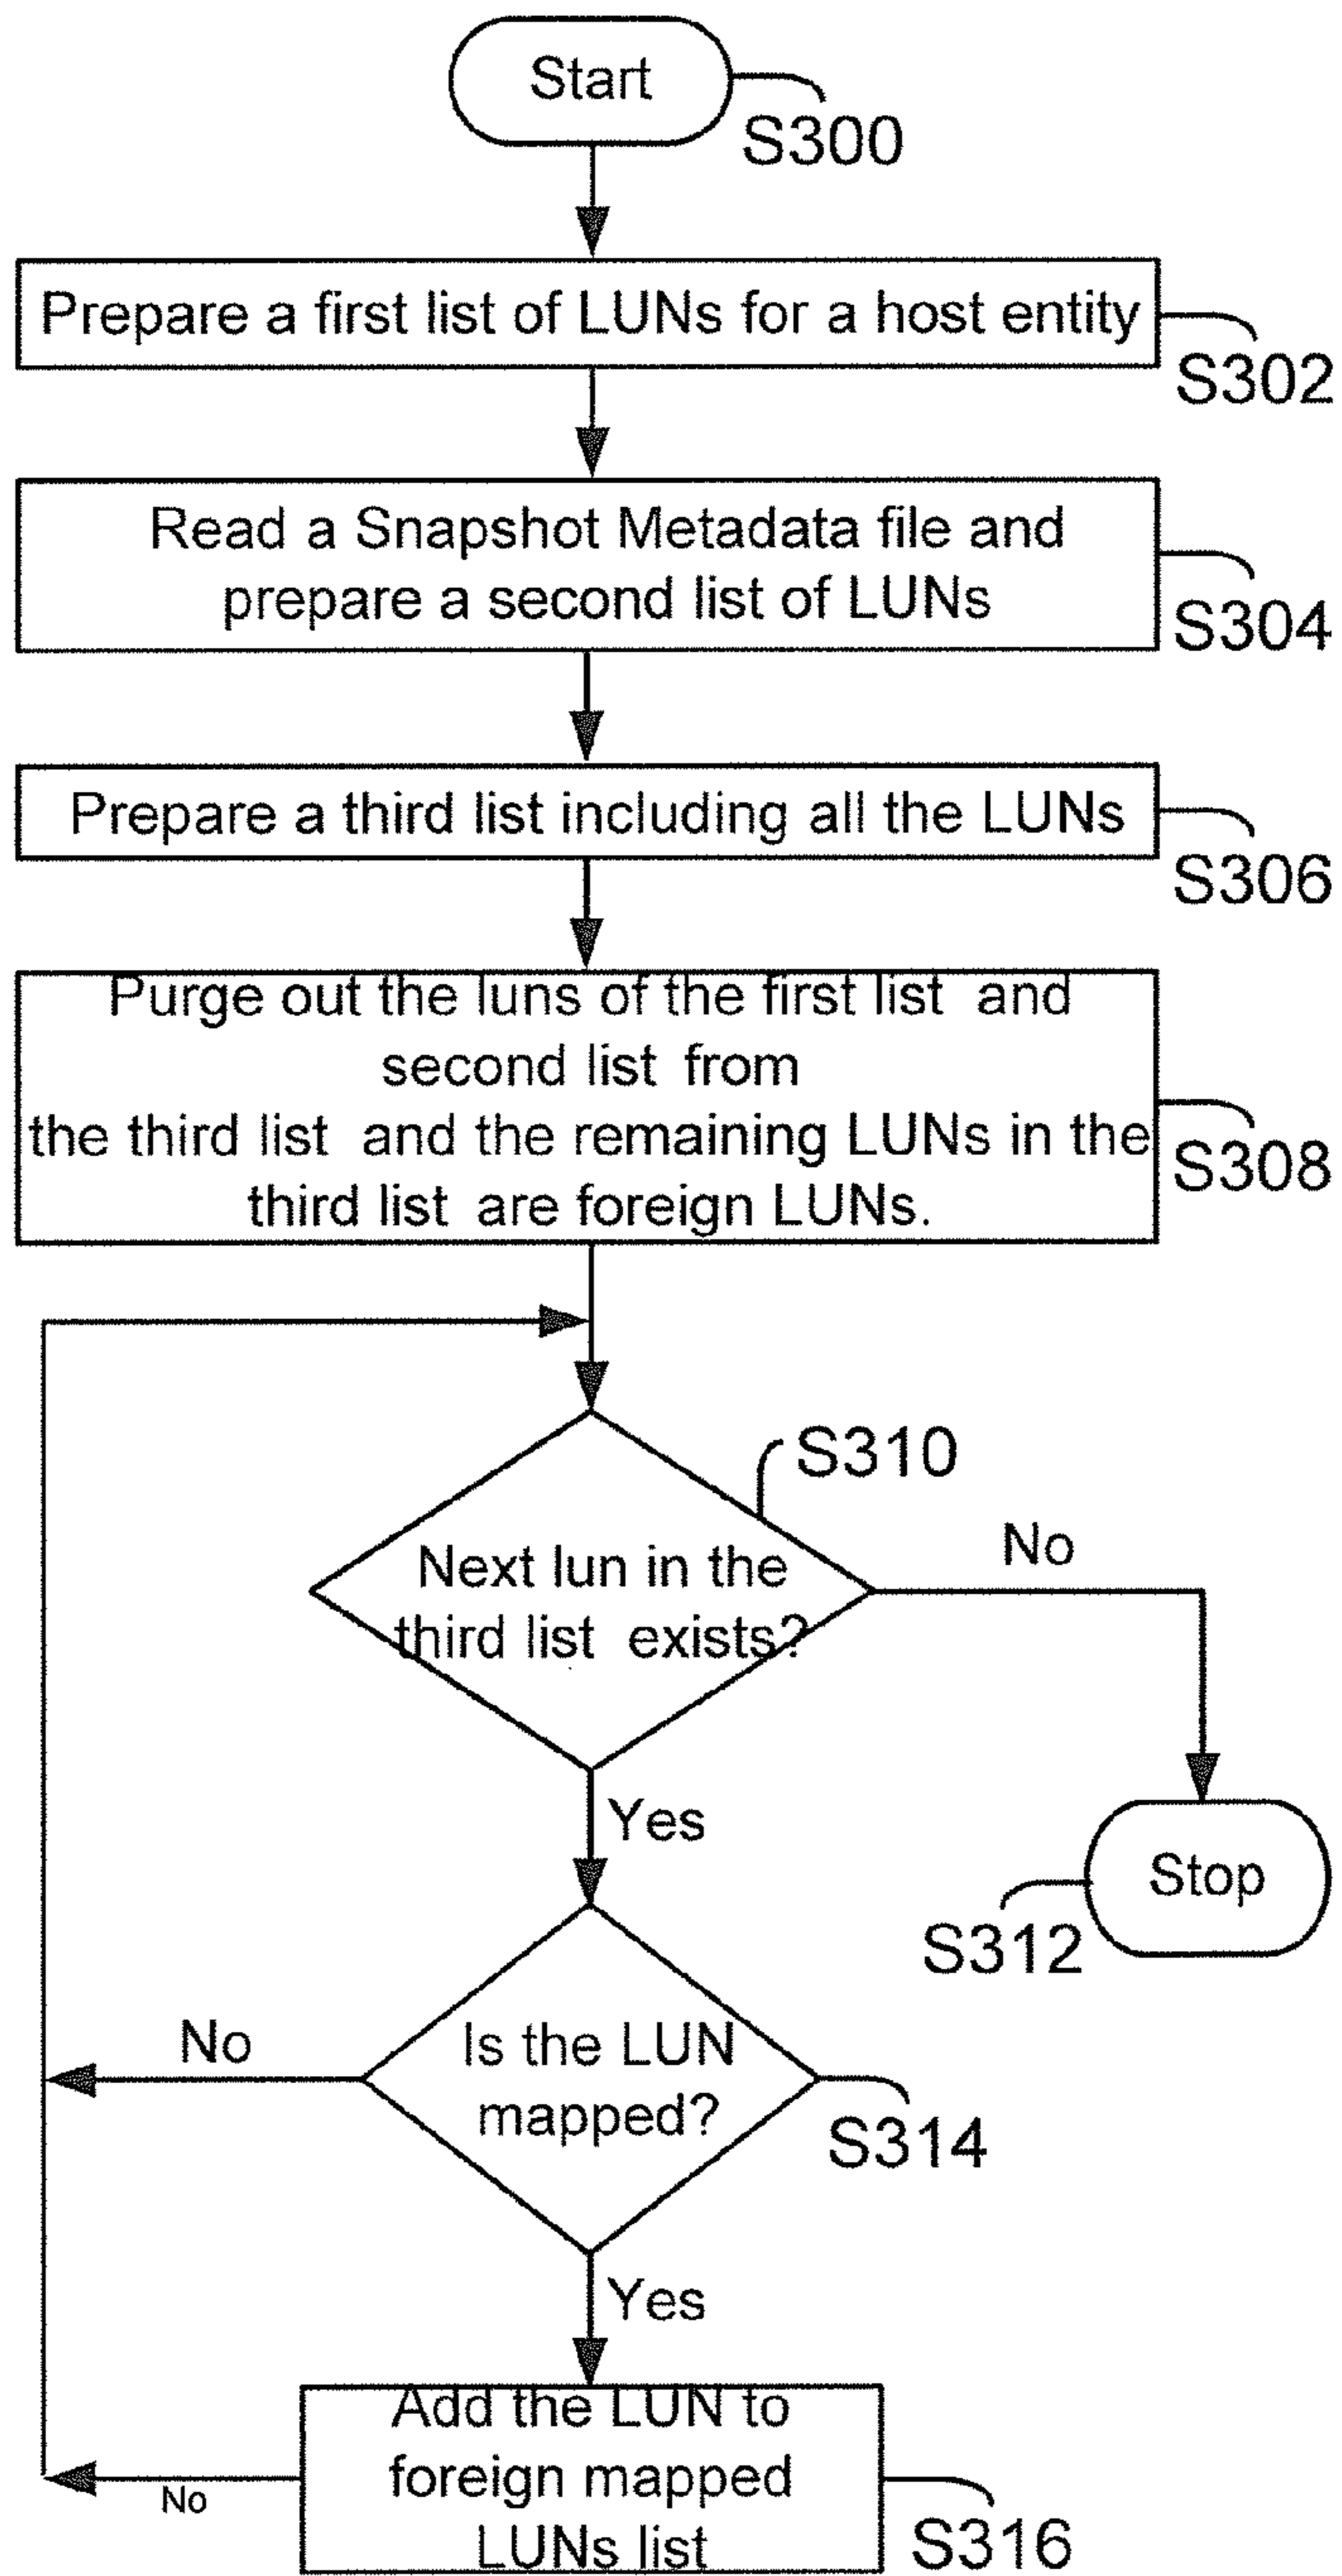 Start
S300
Prepare a first list of LUNs for a host entity
S302
Read a Snapshot Metadata file and
prepare a second list of LUNs
S304
Prepare a third list including all the LUNs
S306
Purge out the luns of the first list and
second list from
the third list and the remaining LUNs in the
third list are foreign LUNs.
S308
S310
Next lun in the
third list exists?
No
Yes
Stop
S312
Is the LUN
mapped?
No
S314
Yes
Add the LUN to
foreign mapped
LUNs list
No
S316